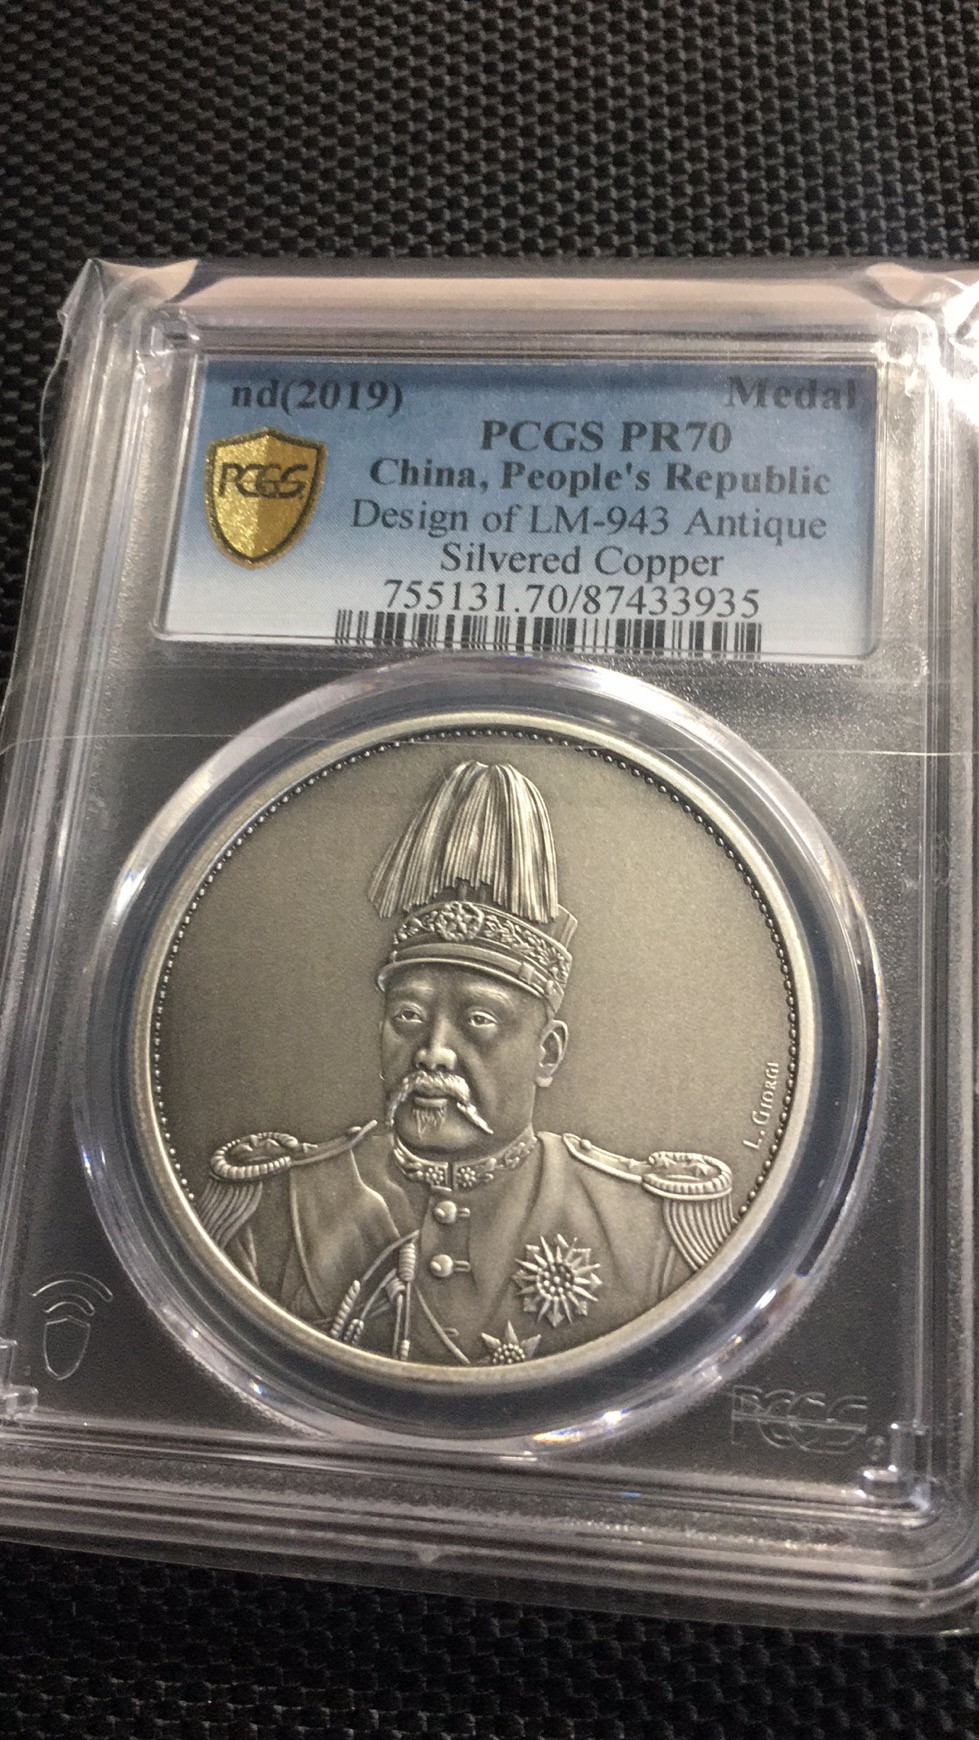 nd(2019) Medal
PCGS PR70
PCGS
China, People's Republic
Design of LM-943 Antique
Silvered Copper
755131.70/87433935
L. GIORGI
PCGS